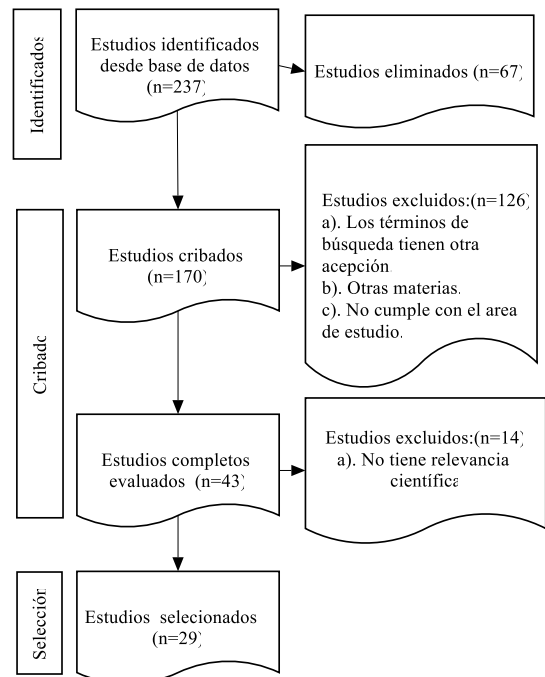 Identificados
Estudios identificados
desde base de datos
(n=237)
Estudios eliminados (n=67)
Cribado
Estudios cribados
(n=170)
Estudios excluidos:(n=126)
a). Los términos de
búsqueda tienen otra
acepción
b). Otras materias.
c). No cumple con el area
de estudio.
Estudios completos
evaluados (n=43)
Estudios excluidos:(n=14)
a). No tiene relevancia
científica
Selección
Estudios selecionados
(n=29)